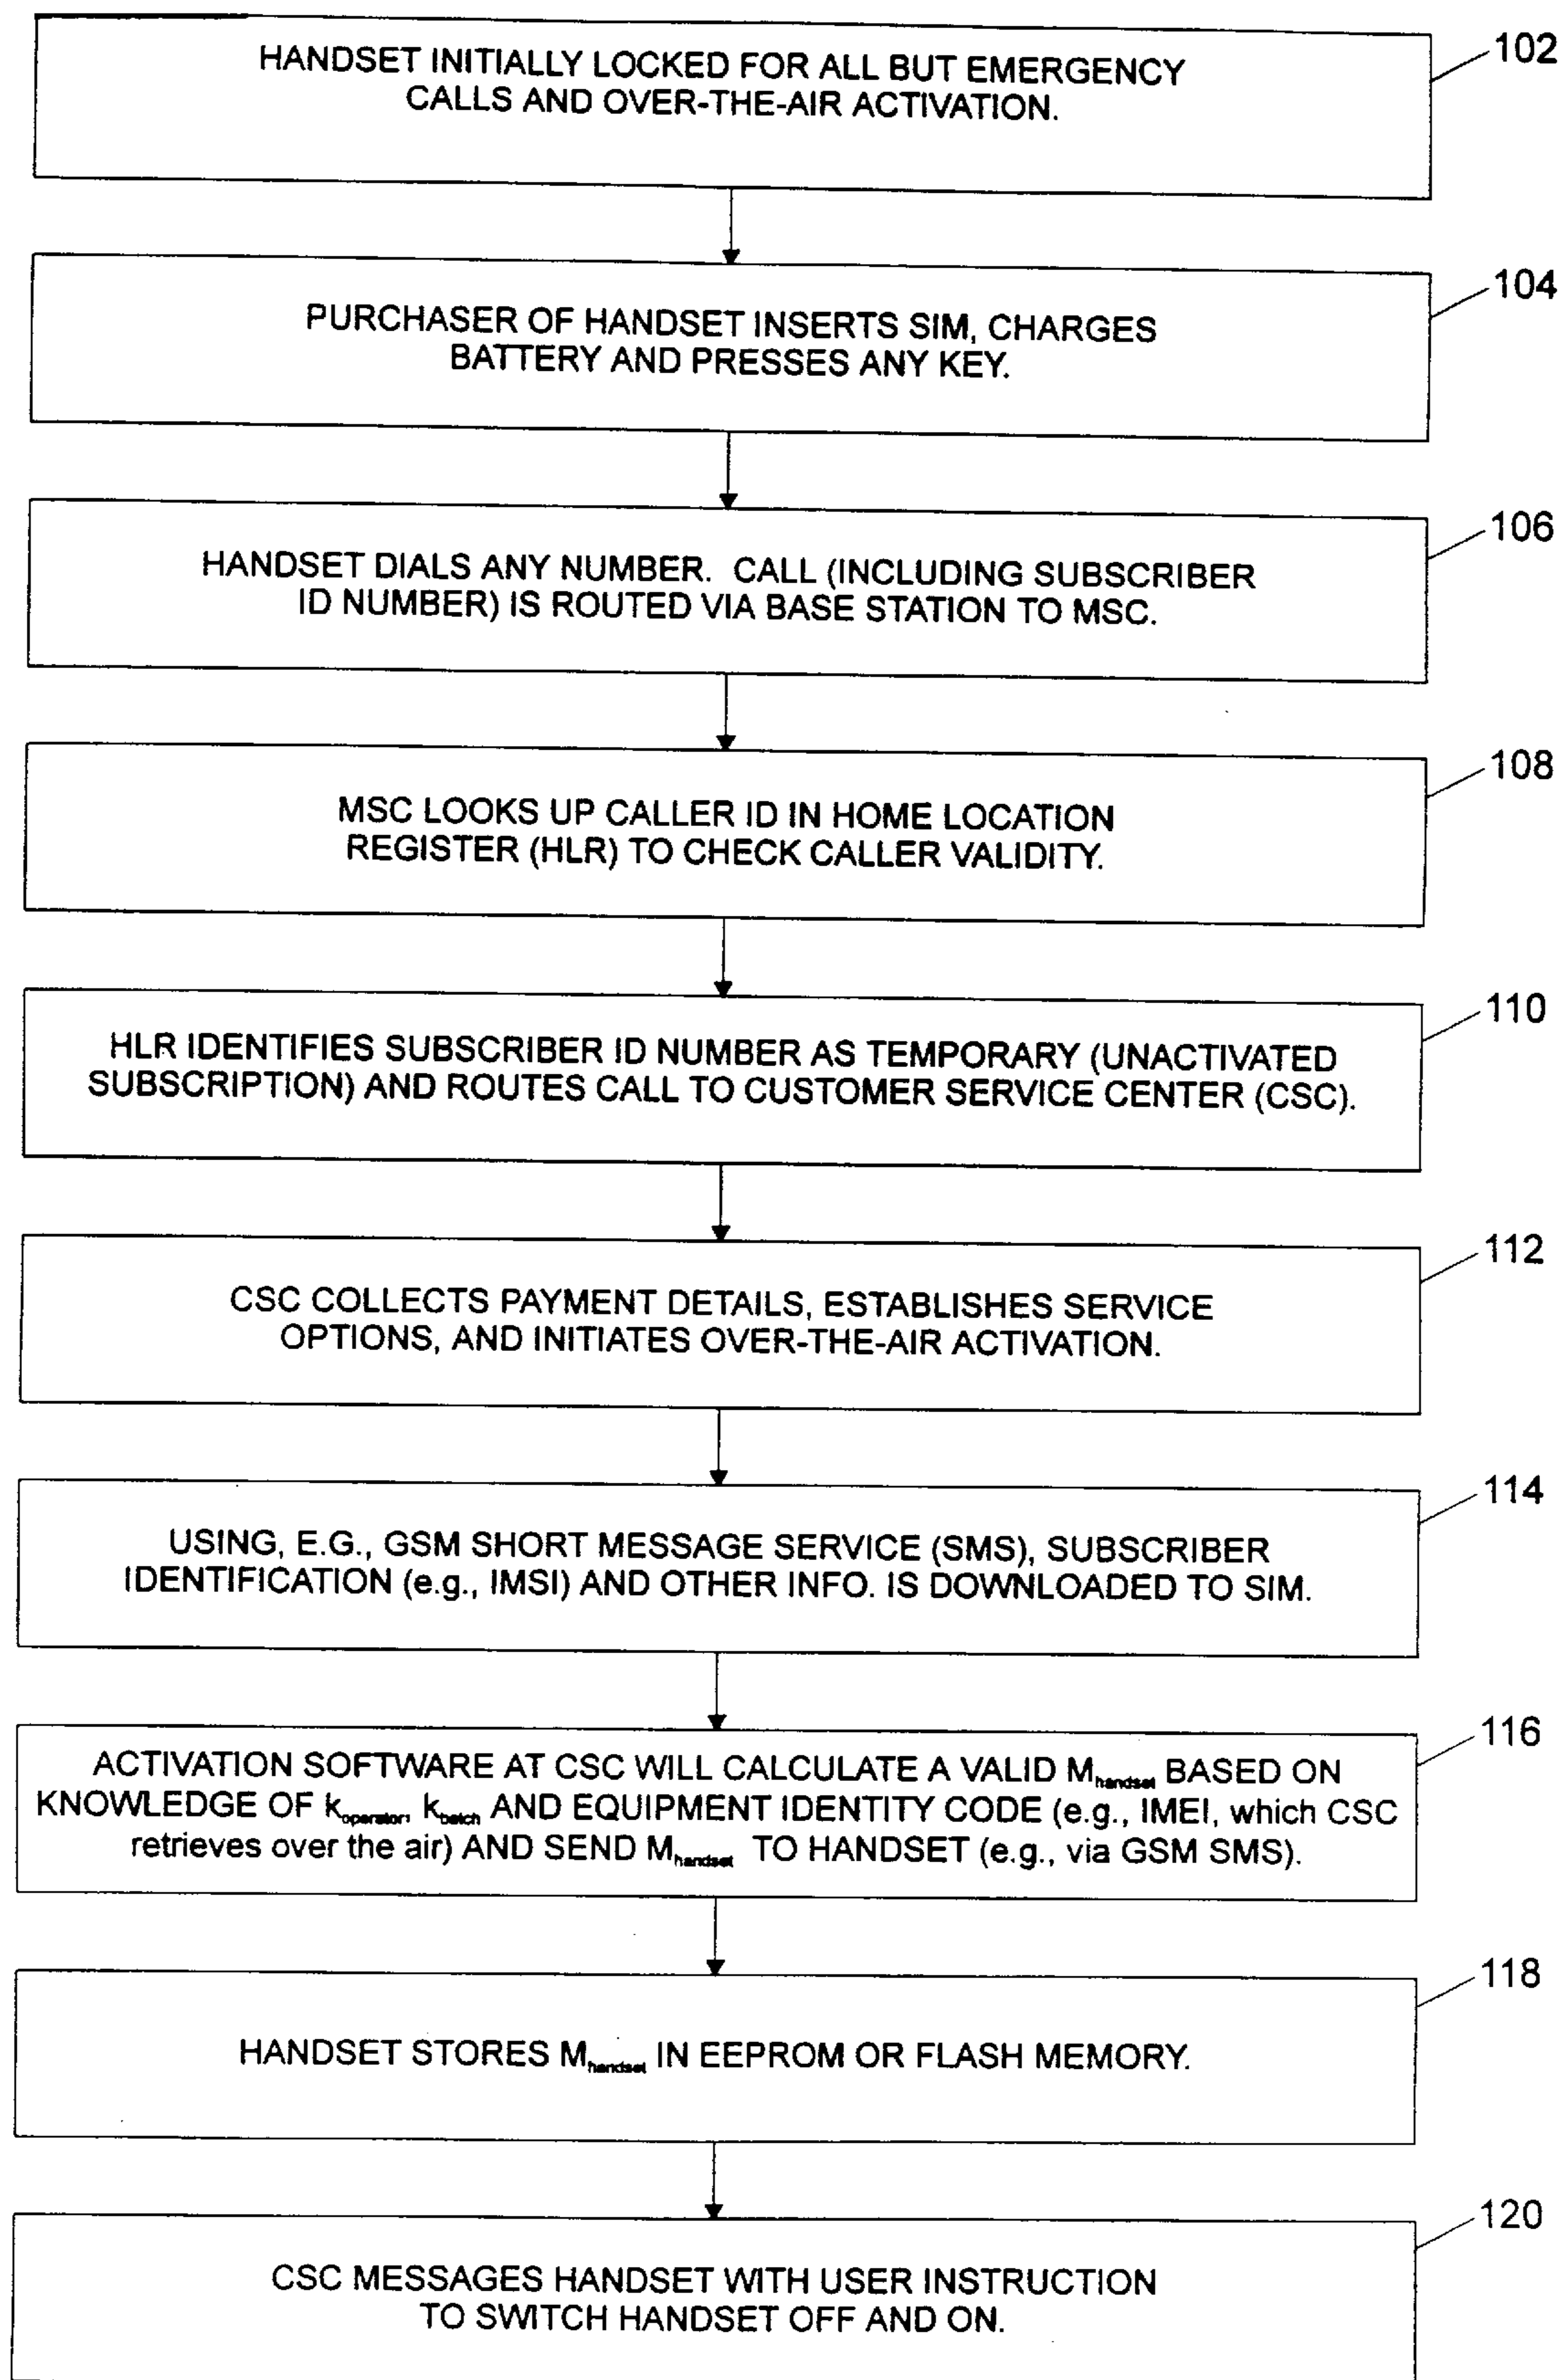 102
HANDSET INITIALLY LOCKED FOR ALL BUT EMERGENCY
CALLS AND OVER-THE-AIR ACTIVATION.
104
PURCHASER OF HANDSET INSERTS SIM, CHARGES
BATTERY AND PRESSES ANY KEY.
106
HANDSET DIALS ANY NUMBER. CALL (INCLUDING SUBSCRIBER
ID NUMBER) IS ROUTED VIA BASE STATION TO MSC.
108
MSC LOOKS UP CALLER ID IN HOME LOCATION
REGISTER (HLR) TO CHECK CALLER VALIDITY.
110
HLR IDENTIFIES SUBSCRIBER ID NUMBER AS TEMPORARY (UNACTIVATED
SUBSCRIPTION) AND ROUTES CALL TO CUSTOMER SERVICE CENTER (CSC).
112
CSC COLLECTS PAYMENT DETAILS, ESTABLISHES SERVICE
OPTIONS, AND INITIATES OVER-THE-AIR ACTIVATION.
114
USING, E.G., GSM SHORT MESSAGE SERVICE (SMS), SUBSCRIBER
IDENTIFICATION (e.g., IMSI) AND OTHER INFO. IS DOWNLOADED TO SIM.
116
ACTIVATION SOFTWARE AT CSC WILL CALCULATE A VALID Mhandset BASED ON
KNOWLEDGE OF koperator, kbatch AND EQUIPMENT IDENTITY CODE (e.g., IMEI, which CSC
retrieves over the air) AND SEND Mhandset TO HANDSET (e.g., via GSM SMS).
118
HANDSET STORES Mhandset IN EEPROM OR FLASH MEMORY.
120
CSC MESSAGES HANDSET WITH USER INSTRUCTION
TO SWITCH HANDSET OFF AND ON.